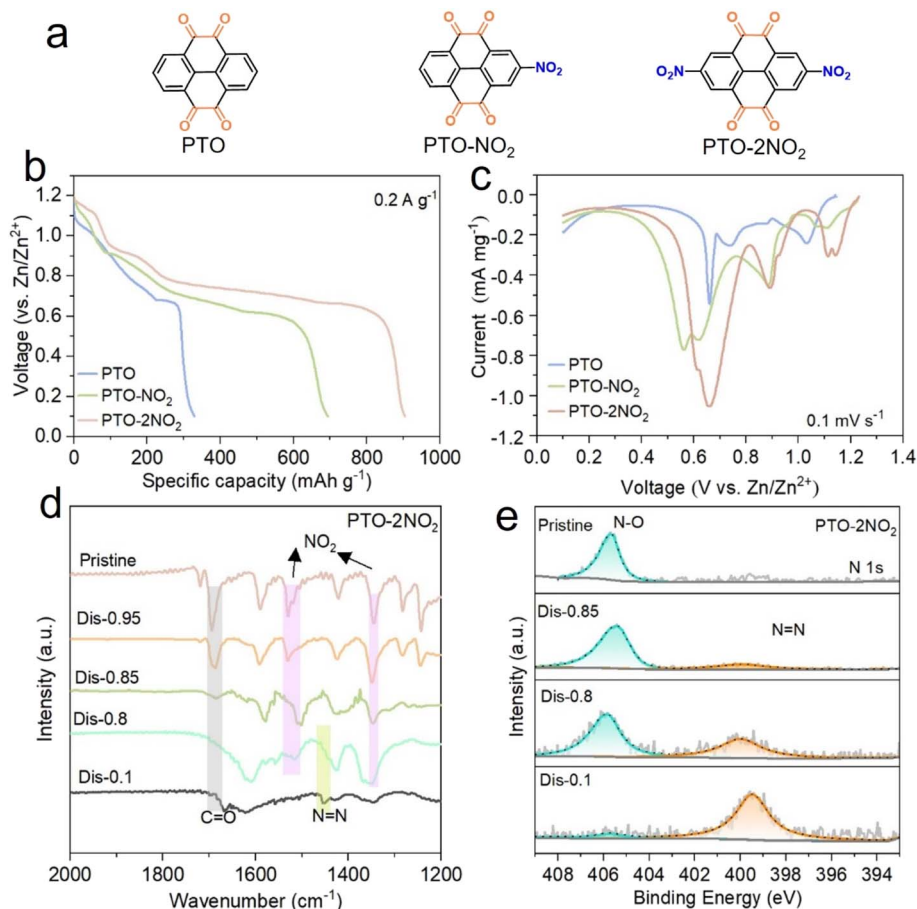 a
O O
O O
PTO
O O
NO₂
O O
PTO-NO₂
O O
O₂N
NO₂
O O
PTO-2NO₂
b
0.2 A g⁻¹
Voltage (vs. Zn/Zn²⁺)
1.2
1.0
0.8
0.6
0.4
0.2
0.0
PTO
PTO-NO₂
PTO-2NO₂
0 200 400 600 800 1000
Specific capacity (mAh g⁻¹)
c
Current (mA mg⁻¹)
0.0
-0.2
-0.4
-0.6
-0.8
-1.0
-1.2
PTO
PTO-NO₂
PTO-2NO₂
0.1 mV s⁻¹
0.0 0.2 0.4 0.6 0.8 1.0 1.2 1.4
Voltage (V vs. Zn/Zn²⁺)
d
PTO-2NO₂
NO₂
Intensity (a.u.)
Pristine
Dis-0.95
Dis-0.85
Dis-0.8
Dis-0.1
C=O
N=N
2000 1800 1600 1400 1200
Wavenumber (cm⁻¹)
e
Pristine
N-O
PTO-2NO₂
N 1s
Dis-0.85
N=N
Dis-0.8
Dis-0.1
Intensity (a.u.)
408 406 404 402 400 398 396 394
Binding Energy (eV)